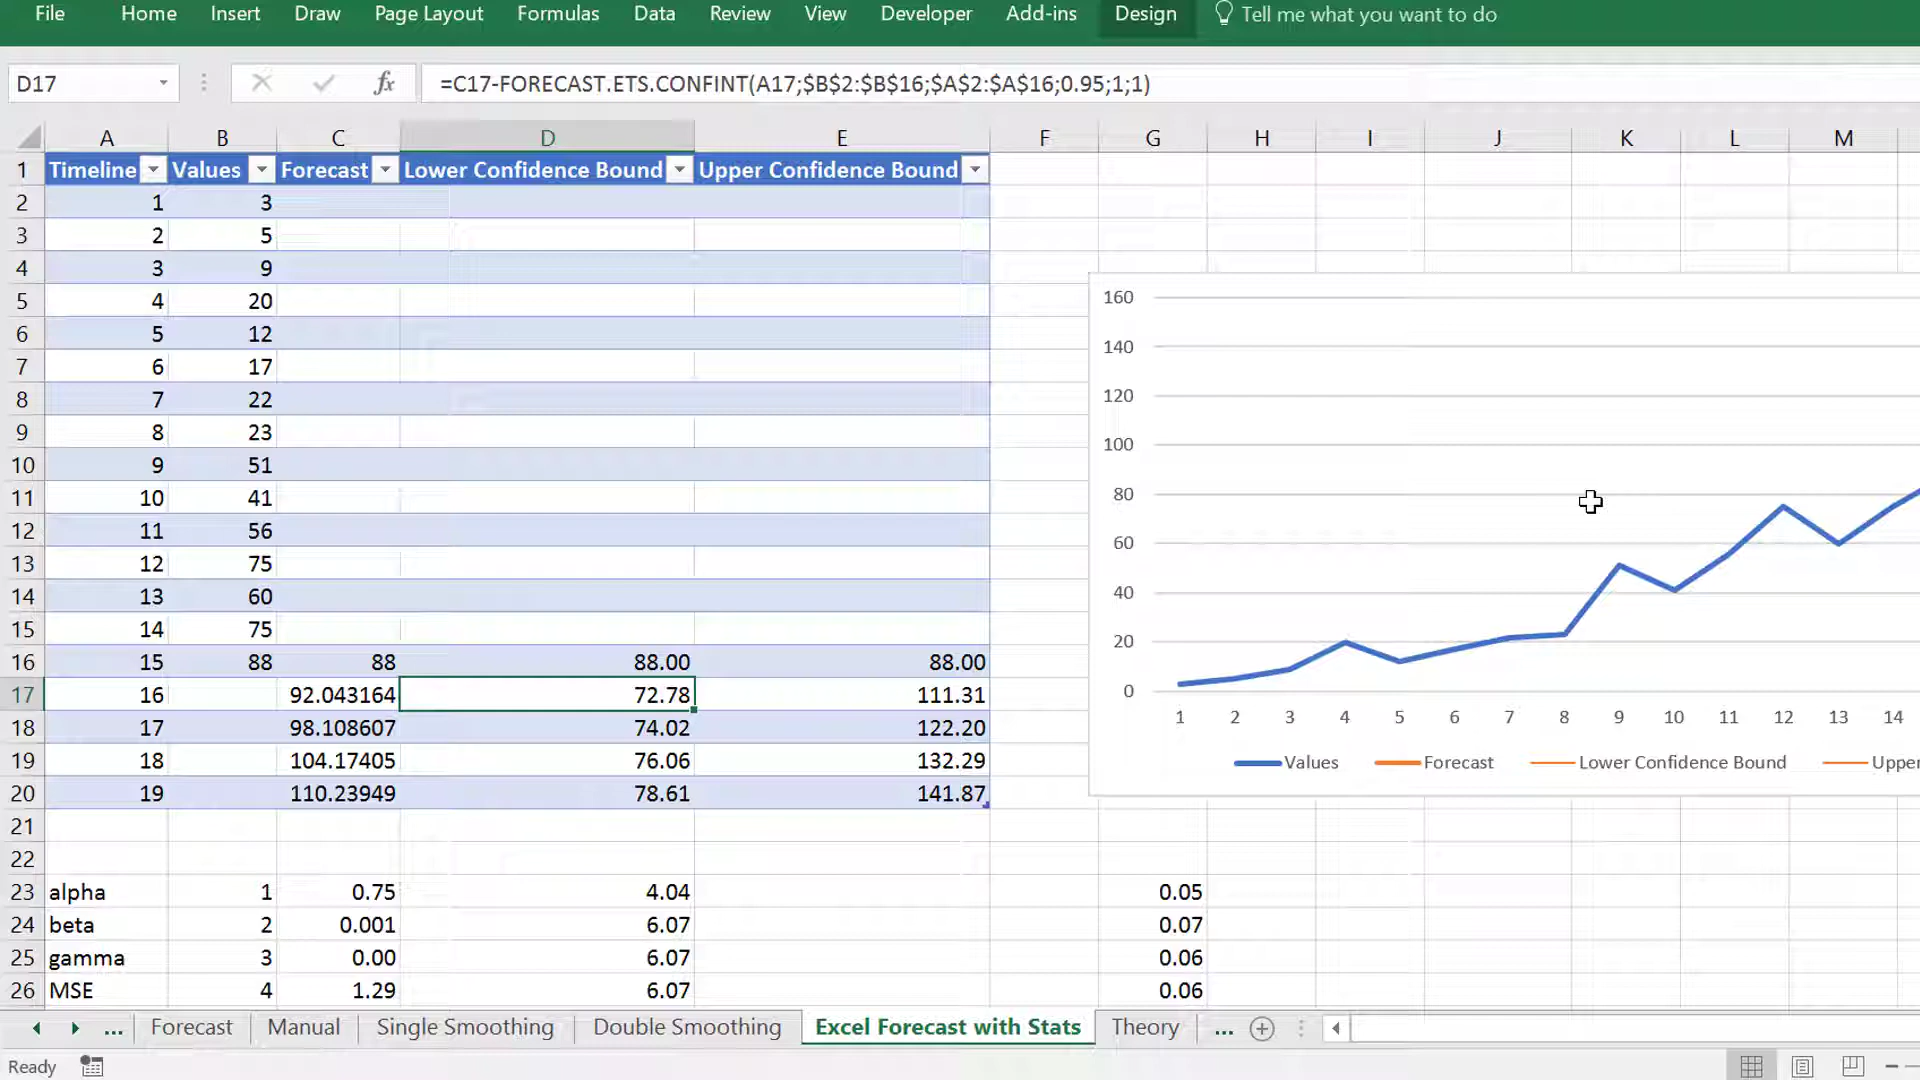 File Home Insert Draw Page Layout Formulas Data Review View Developer Add-ins Design Tell me what you want to do
D17 fx =C17-FORECAST.ETS.CONFINT(A17;$B$2:$B$16;$A$2:$A$16;0.95;1;1)
A B C D E F G H I J K L M
1 Timeline Values Forecast Lower Confidence Bound Upper Confidence Bound
2 1 3
3 2 5
4 3 9
5 4 20
6 5 12
7 6 17
8 7 22
9 8 23
10 9 51
11 10 41
12 11 56
13 12 75
14 13 60
15 14 75
16 15 88 88 88.00 88.00
17 16 92.043164 72.78 111.31
18 17 98.108607 74.02 122.20
19 18 104.17405 76.06 132.29
20 19 110.23949 78.61 141.87
21
22
23 alpha 1 0.75 4.04 0.05
24 beta 2 0.001 6.07 0.07
25 gamma 3 0.00 6.07 0.06
26 MSE 4 1.29 6.07 0.06
160
140
120
100
80
60
40
20
0
1 2 3 4 5 6 7 8 9 10 11 12 13 14
Values Forecast Lower Confidence Bound Upper
... Forecast Manual Single Smoothing Double Smoothing Excel Forecast with Stats Theory ...
Ready